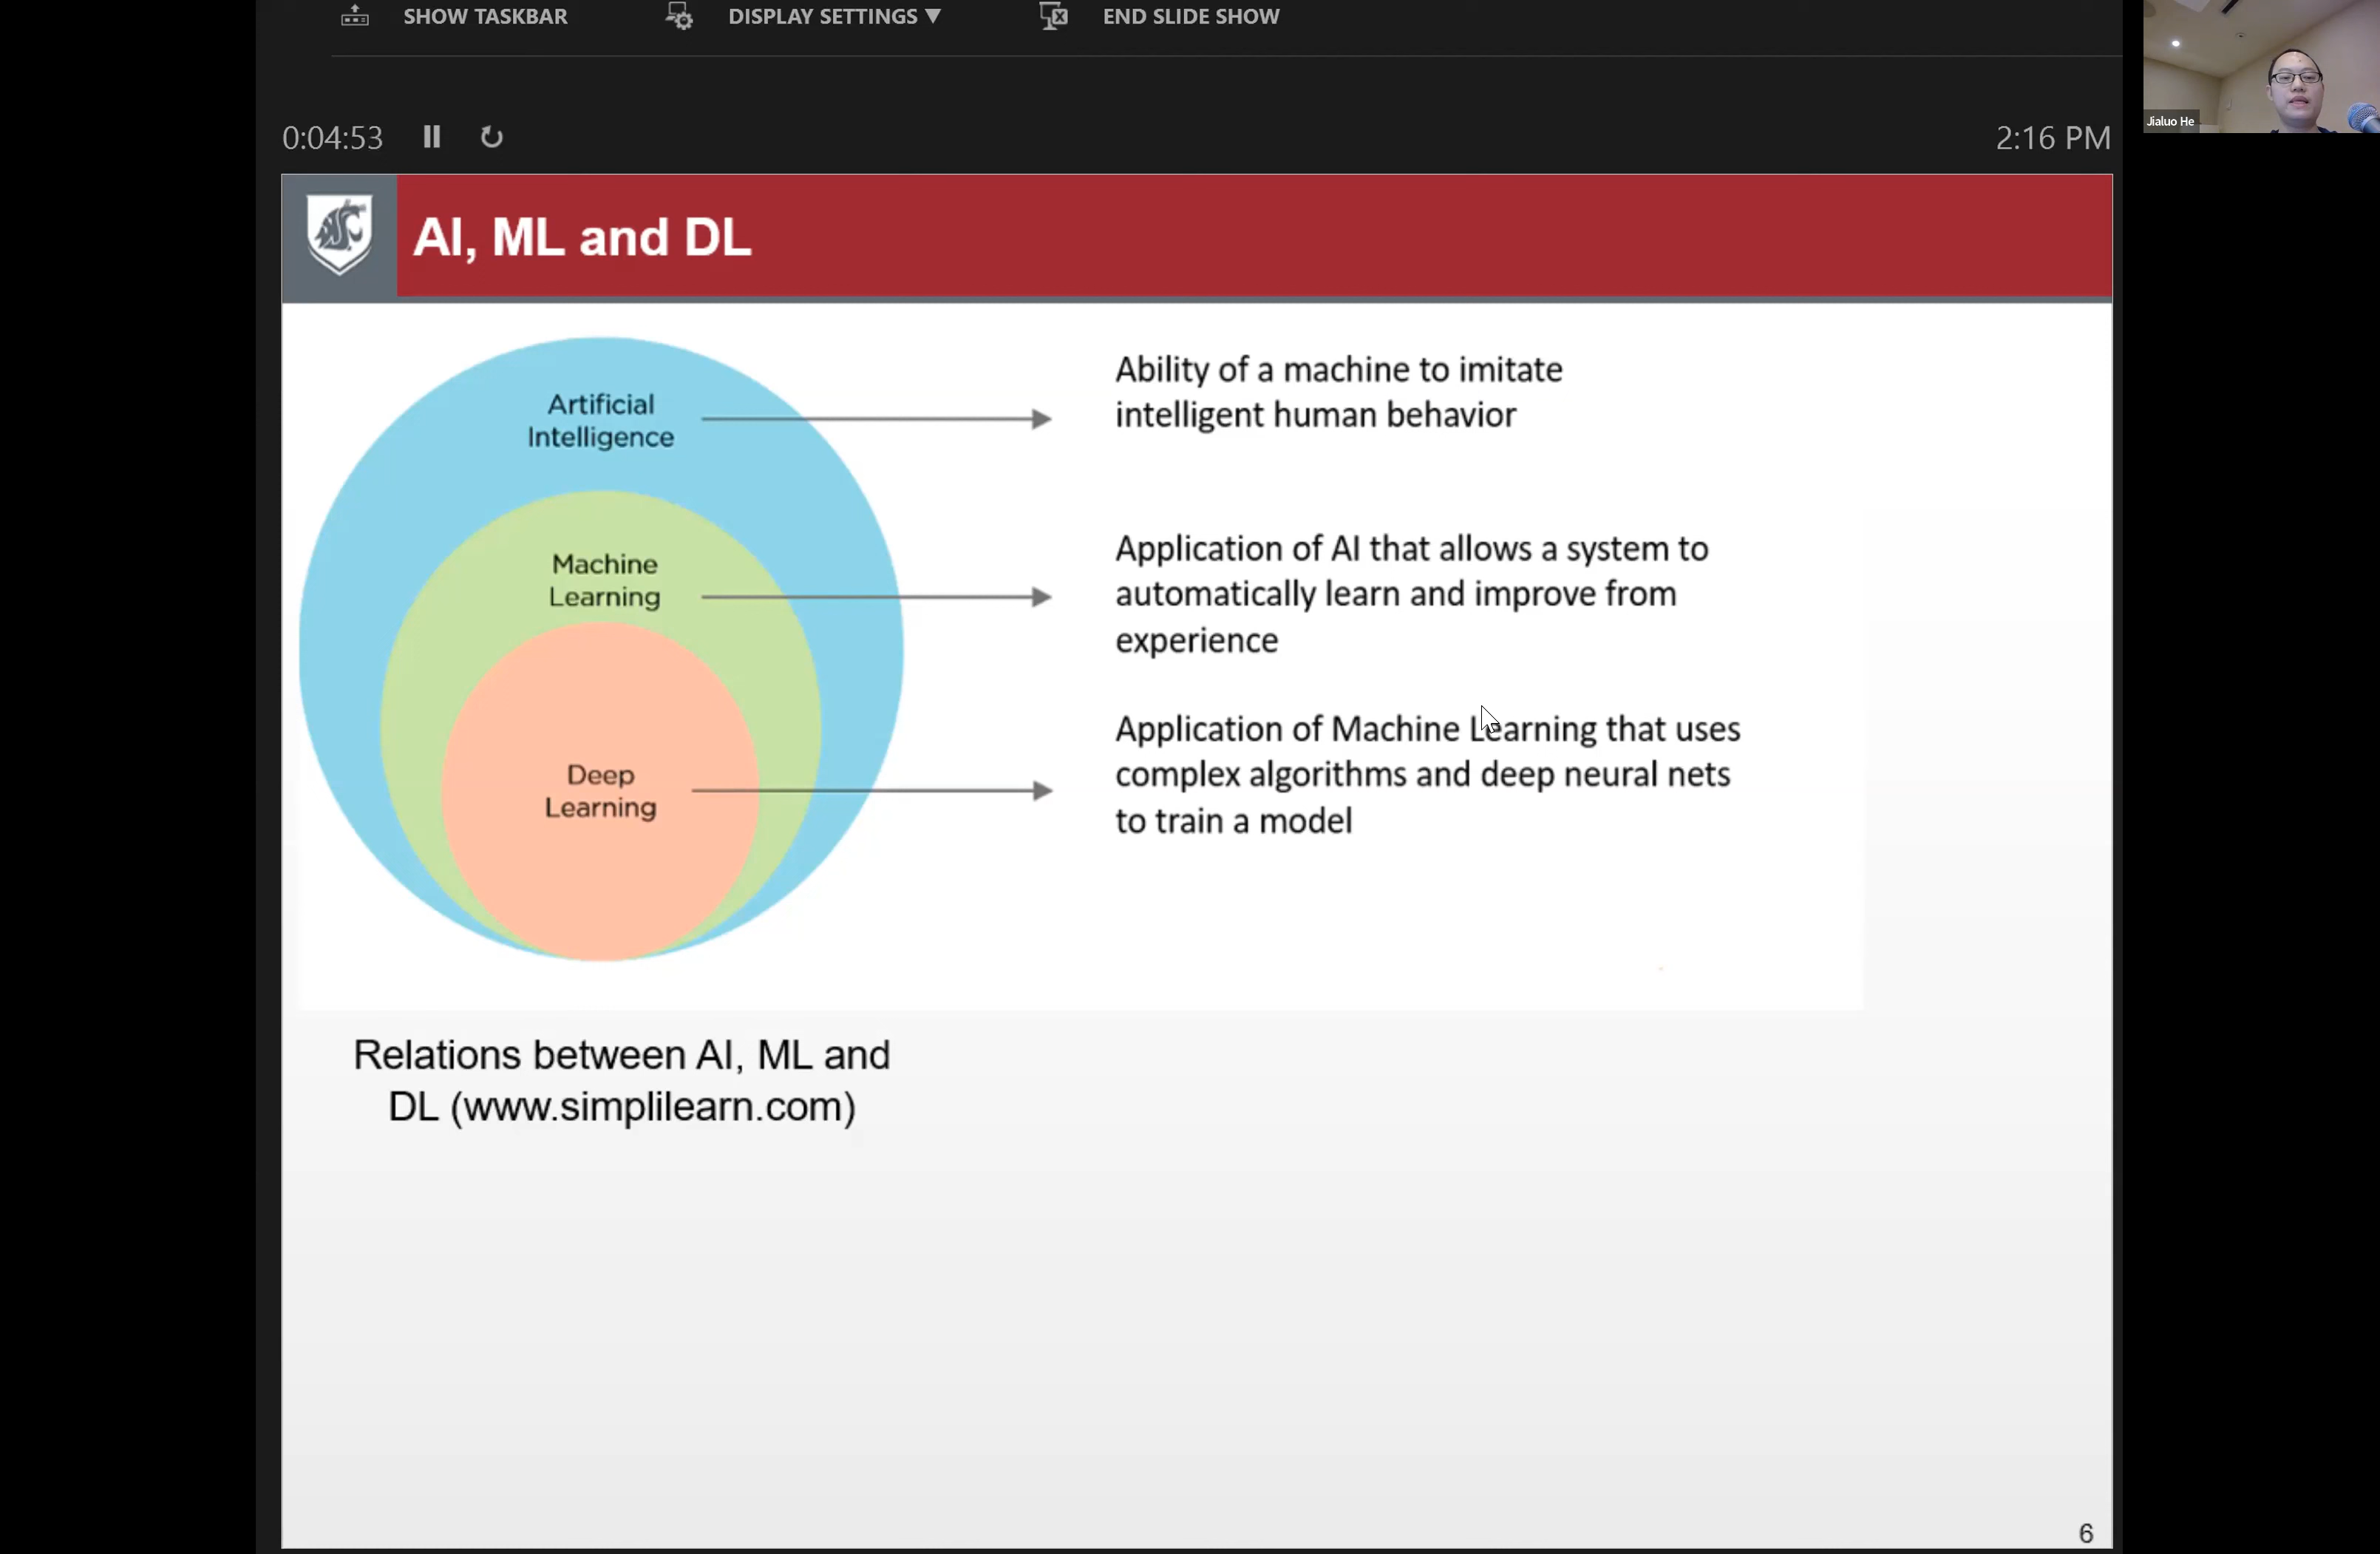 SHOW TASKBAR
DISPLAY SETTINGS ▼
END SLIDE SHOW
0:04:53
2:16 PM
Jialuo He
AI, ML and DL
Artificial
Intelligence
Ability of a machine to imitate
intelligent human behavior
Machine
Learning
Application of AI that allows a system to
automatically learn and improve from
experience
Deep
Learning
Application of Machine Learning that uses
complex algorithms and deep neural nets
to train a model
Relations between AI, ML and
DL (www.simplilearn.com)
6